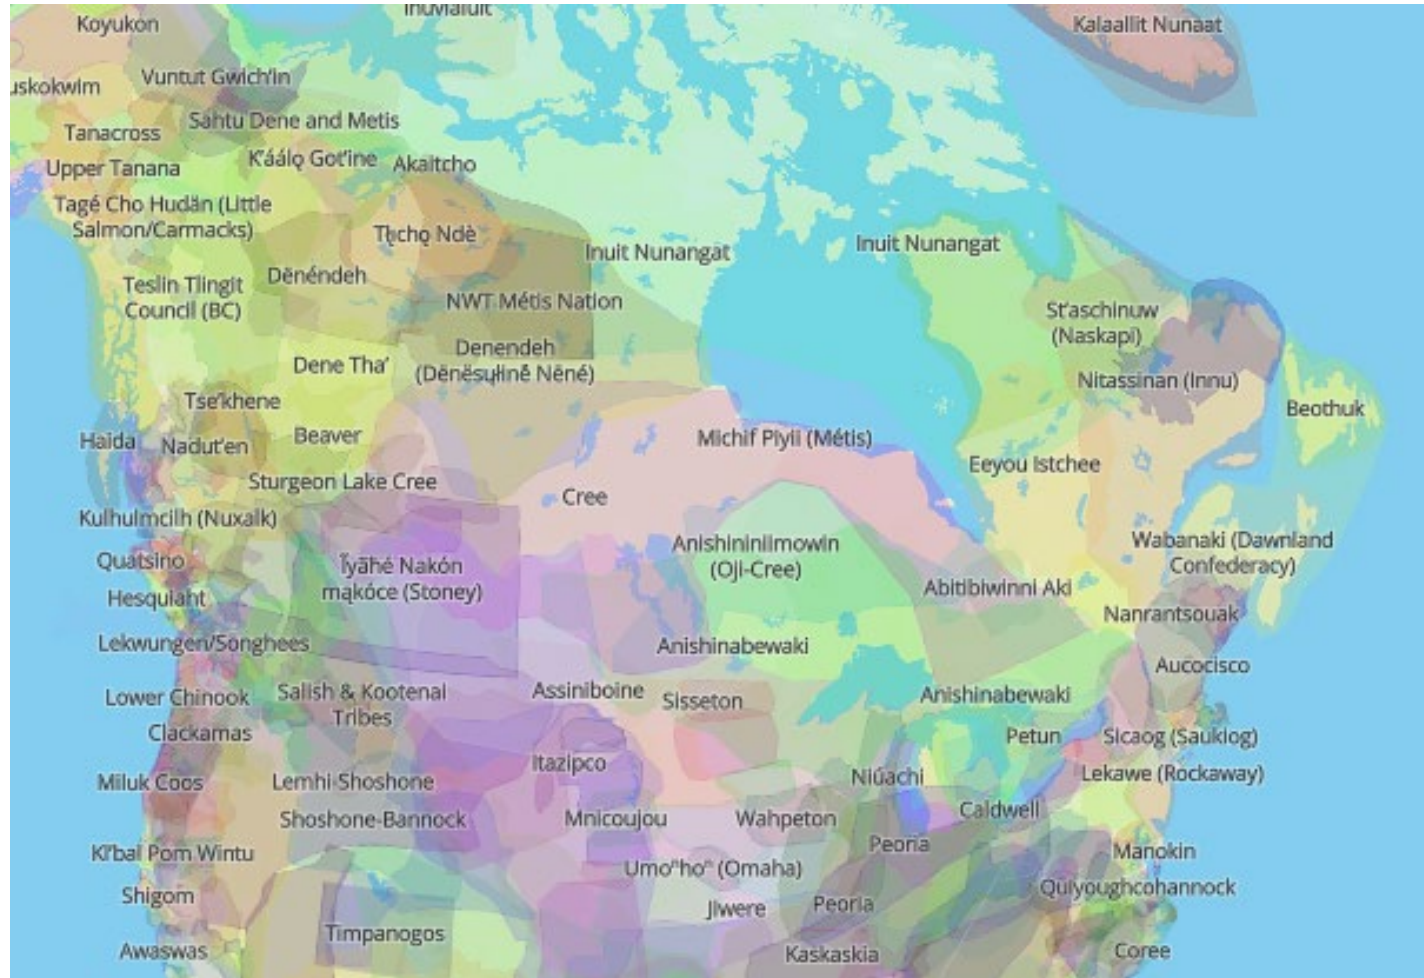 Inuvialuit
Koyukon
Kalaallit Nunaat
uskokwim
Vuntut Gwich'in
Sahtu Dene and Metis
Tanacross
K'áálǫ Got'ine
Akaitcho
Upper Tanana
Tagé Cho Hudän (Little
Salmon/Carmacks)
Tłı̨chǫ Ndè
Inuit Nunangat
Inuit Nunangat
Dënéndeh
Teslin Tlingit
Council (BC)
NWT Métis Nation
St'aschinuw
(Naskapi)
Denendeh
(Dënësųłiné Nëné)
Dene Tha'
Nitassinan (Innu)
Tse'khene
Beothuk
Haida
Nadut'en
Beaver
Michif Piyii (Métis)
Eeyou Istchee
Sturgeon Lake Cree
Cree
Kulhulmcilh (Nuxalk)
Anishininiimowin
(Oji-Cree)
Wabanaki (Dawnland
Confederacy)
Quatsino
Îyãhé Nakón
mąkóce (Stoney)
Abitibiwinni Aki
Hesquiaht
Nanrantsouak
Lekwungen/Songhees
Anishinabewaki
Aucocisco
Lower Chinook
Salish & Kootenai
Tribes
Assiniboine
Sisseton
Anishinabewaki
Clackamas
Petun
Sicaog (Saukiog)
Itazipco
Miluk Coos
Lemhi-Shoshone
Niúachi
Lekawe (Rockaway)
Caldwell
Shoshone-Bannock
Mnicoujou
Wahpeton
Peoria
Manokin
Ki'bal Pom Wintu
Umoⁿhoⁿ (Omaha)
Quiyoughcohannock
Shigom
Jiwere
Peoria
Timpanogos
Awaswas
Kaskaskia
Coree